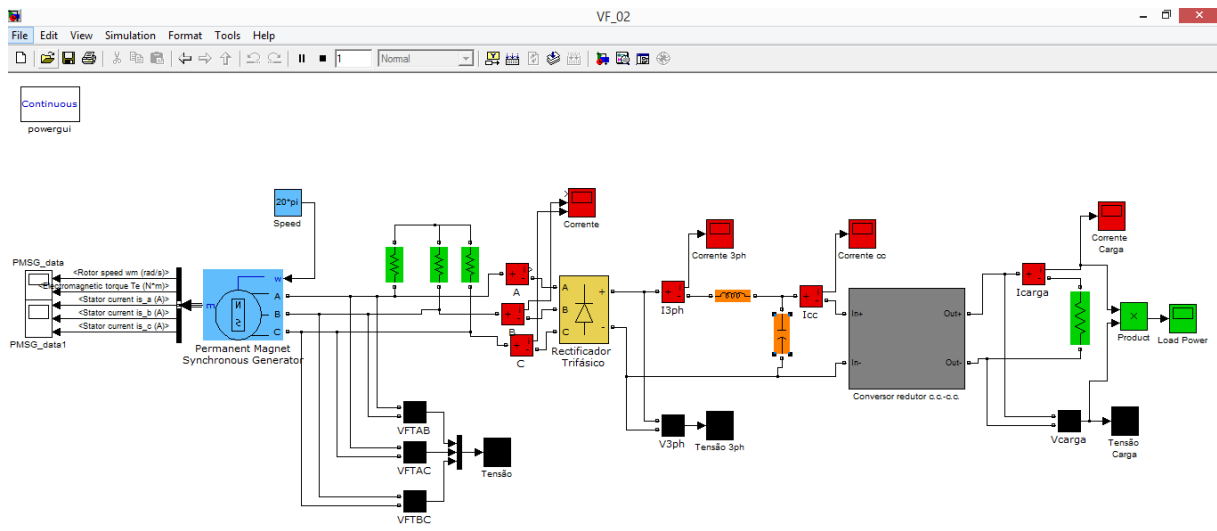 VF_02
File Edit View Simulation Format Tools Help
1
Normal
Continuous
powergui
20*pi
Speed
Corrente
PMSG_data
<Rotor speed wm (rad/s)>
<Electromagnetic torque Te (N*m)>
<Stator current is_a (A)>
<Stator current is_b (A)>
<Stator current is_c (A)>
PMSG_data1
m
w
A
B
C
N
S
Permanent Magnet
Synchronous Generator
A
B
C
A
B
C
+
-
Rectificador
Trifásico
Corrente 3ph
I3ph
Corrente cc
Icc
In+
In-
Out+
Out-
Conversor redutor c.c.-c.c.
Corrente
Carga
Icarga
x
Product
Load Power
VFTAB
VFTAC
VFTBC
Tensão
V3ph
Tensão 3ph
Vcarga
Tensão
Carga